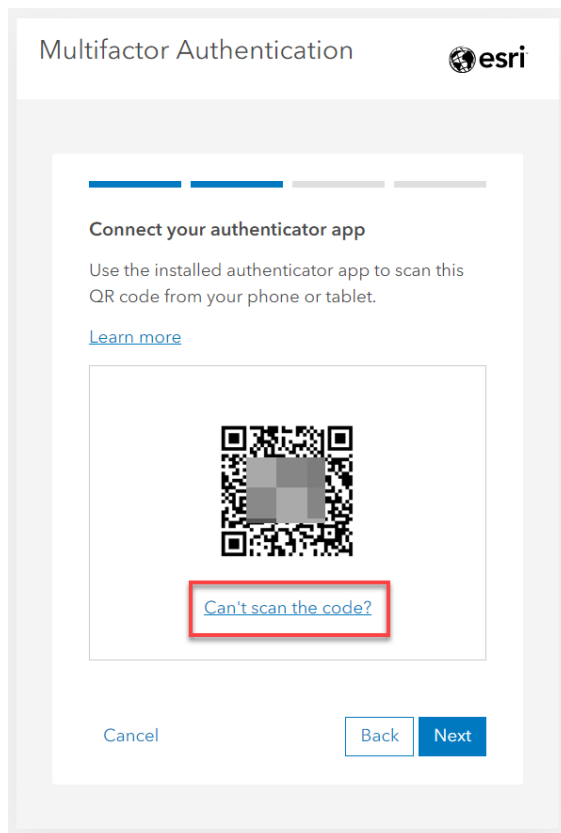 Multifactor Authentication
esri
Connect your authenticator app
Use the installed authenticator app to scan this
QR code from your phone or tablet.
Learn more
Can't scan the code?
Cancel
Back
Next